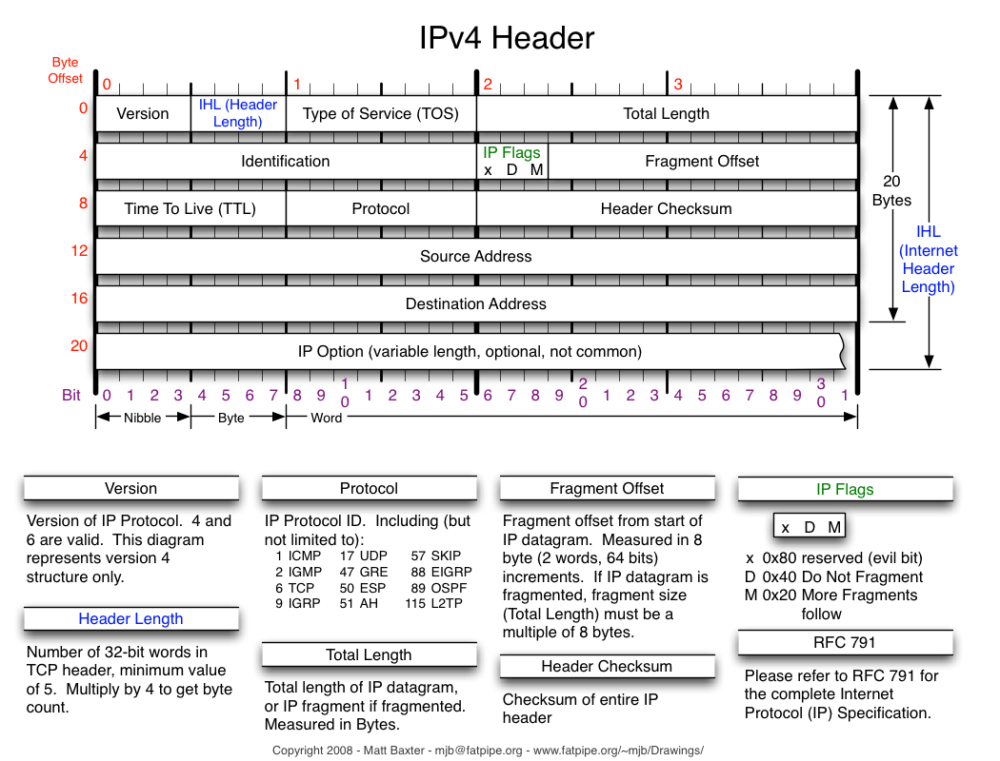 IPv4 Header
Byte
Offset
0 1 2 3
0 Version IHL (Header
Length) Type of Service (TOS) Total Length
4 Identification IP Flags
x D M Fragment Offset
8 Time To Live (TTL) Protocol Header Checksum
12 Source Address
16 Destination Address
20 IP Option (variable length, optional, not common)
20
Bytes
IHL
(Internet
Header
Length)
Bit 0 1 2 3 4 5 6 7 8 9 10 1 2 3 4 5 6 7 8 9 20 1 2 3 4 5 6 7 8 9 30 1
Nibble Byte Word
Version
Version of IP Protocol. 4 and
6 are valid. This diagram
represents version 4
structure only.
Header Length
Number of 32-bit words in
TCP header, minimum value
of 5. Multiply by 4 to get byte
count.
Protocol
IP Protocol ID. Including (but
not limited to):
1 ICMP 17 UDP 57 SKIP
2 IGMP 47 GRE 88 EIGRP
6 TCP 50 ESP 89 OSPF
9 IGRP 51 AH 115 L2TP
Total Length
Total length of IP datagram,
or IP fragment if fragmented.
Measured in Bytes.
Fragment Offset
Fragment offset from start of
IP datagram. Measured in 8
byte (2 words, 64 bits)
increments. If IP datagram is
fragmented, fragment size
(Total Length) must be a
multiple of 8 bytes.
Header Checksum
Checksum of entire IP
header
IP Flags
x D M
x 0x80 reserved (evil bit)
D 0x40 Do Not Fragment
M 0x20 More Fragments
follow
RFC 791
Please refer to RFC 791 for
the complete Internet
Protocol (IP) Specification.
Copyright 2008 - Matt Baxter - mjb@fatpipe.org - www.fatpipe.org/~mjb/Drawings/